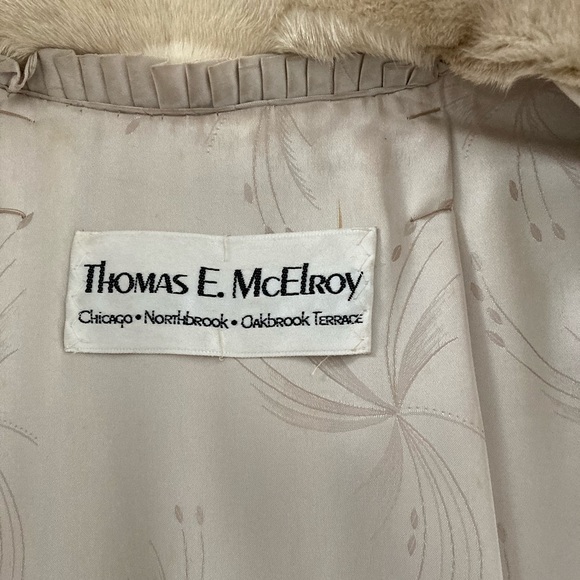 Thomas E. McElroy
Chicago • Northbrook • Oakbrook Terrace